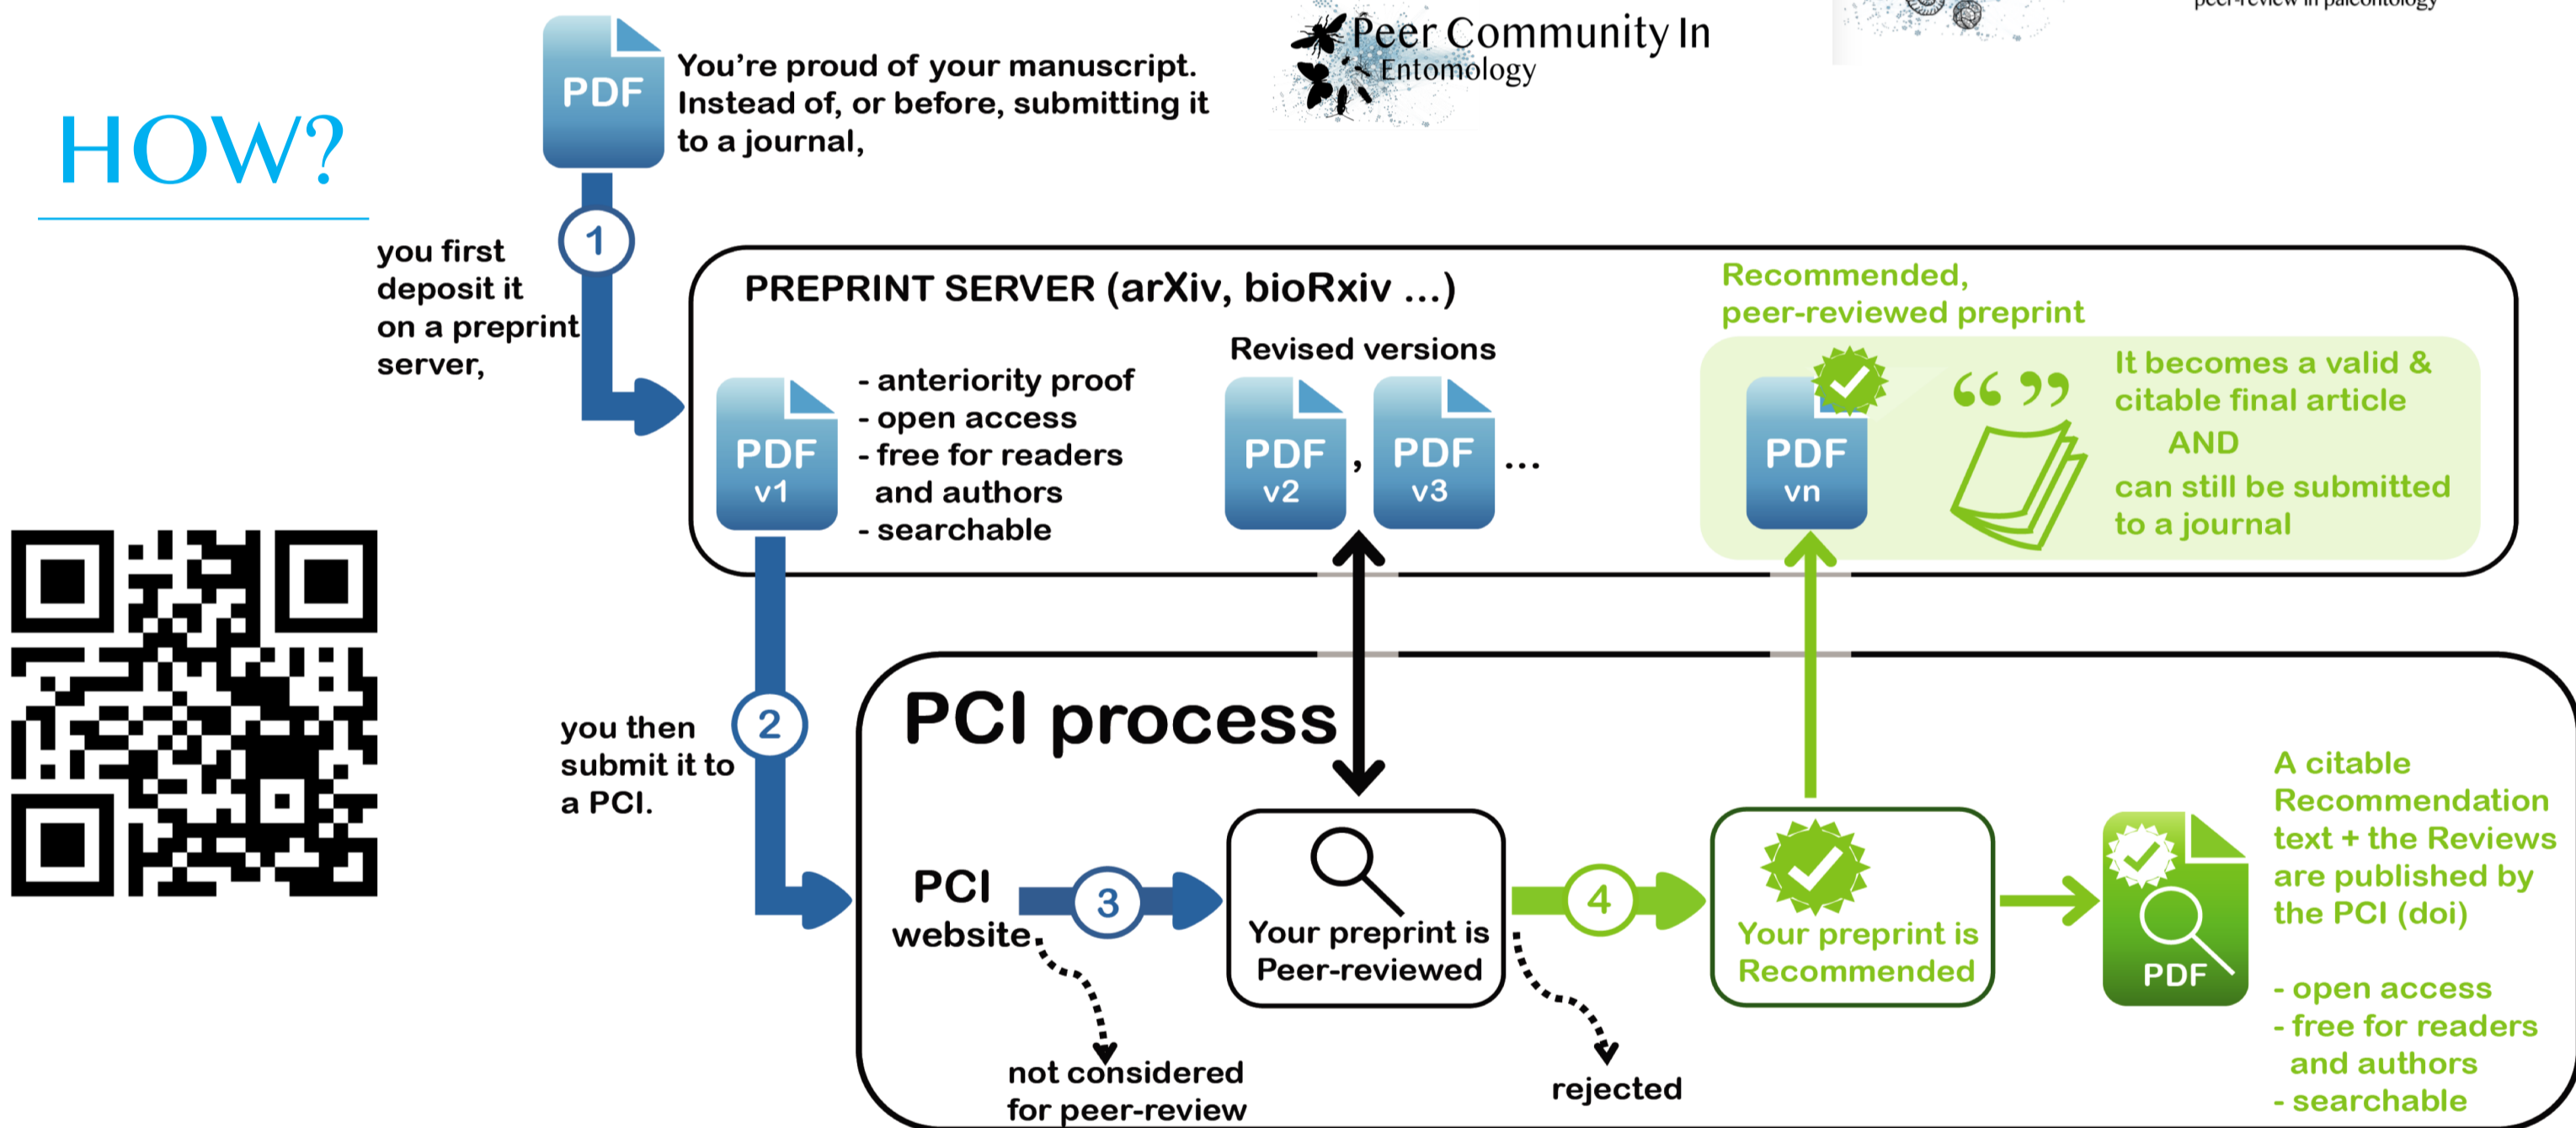 peer-review in paleontology
Peer Community In
Entomology
HOW?
PDF
You're proud of your manuscript.
Instead of, or before, submitting it
to a journal,
1
you first
deposit it
on a preprint
server,
PREPRINT SERVER (arXiv, bioRxiv ...)
PDF
v1
- anteriority proof
- open access
- free for readers
and authors
- searchable
Revised versions
PDF
v2
,
PDF
v3
...
Recommended,
peer-reviewed preprint
PDF
vn
“ ”
It becomes a valid &
citable final article
AND
can still be submitted
to a journal
2
you then
submit it to
a PCI.
PCI process
PCI
website
3
not considered
for peer-review
Your preprint is
Peer-reviewed
4
rejected
Your preprint is
Recommended
PDF
A citable
Recommendation
text + the Reviews
are published by
the PCI (doi)
- open access
- free for readers
and authors
- searchable